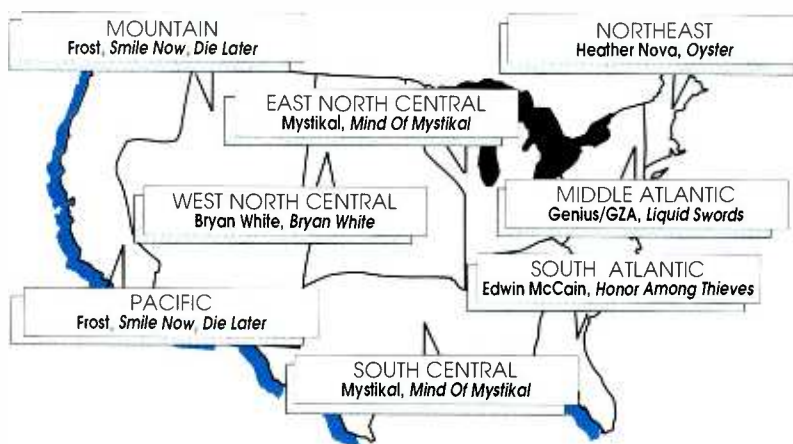 MOUNTAIN
Frost, Smile Now, Die Later
NORTHEAST
Heather Nova, Oyster
EAST NORTH CENTRAL
Mystikal, Mind Of Mystikal
WEST NORTH CENTRAL
Bryan White, Bryan White
MIDDLE ATLANTIC
Genius/GZA, Liquid Swords
SOUTH ATLANTIC
Edwin McCain, Honor Among Thieves
PACIFIC
Frost, Smile Now, Die Later
SOUTH CENTRAL
Mystikal, Mind Of Mystikal